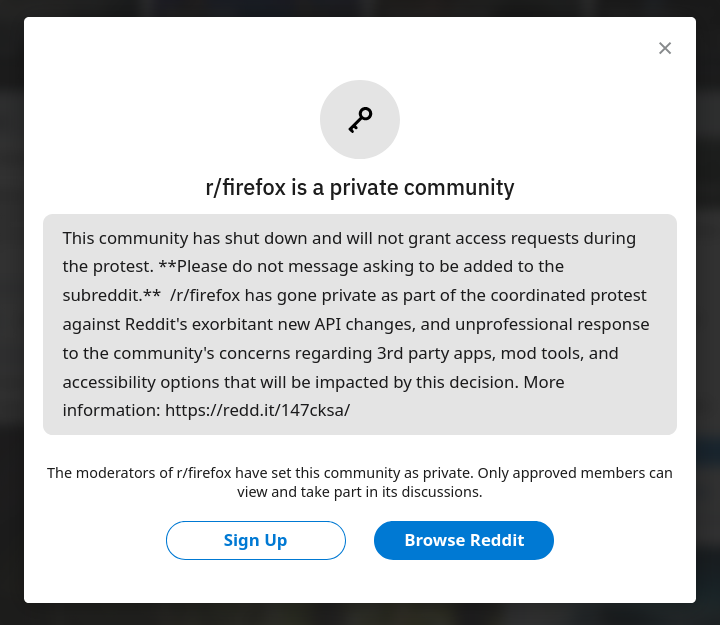 r/firefox is a private community
This community has shut down and will not grant access requests during
the protest. **Please do not message asking to be added to the
subreddit.**  /r/firefox has gone private as part of the coordinated protest
against Reddit's exorbitant new API changes, and unprofessional response
to the community's concerns regarding 3rd party apps, mod tools, and
accessibility options that will be impacted by this decision. More
information: https://redd.it/147cksa/
The moderators of r/firefox have set this community as private. Only approved members can
view and take part in its discussions.
Sign Up
Browse Reddit